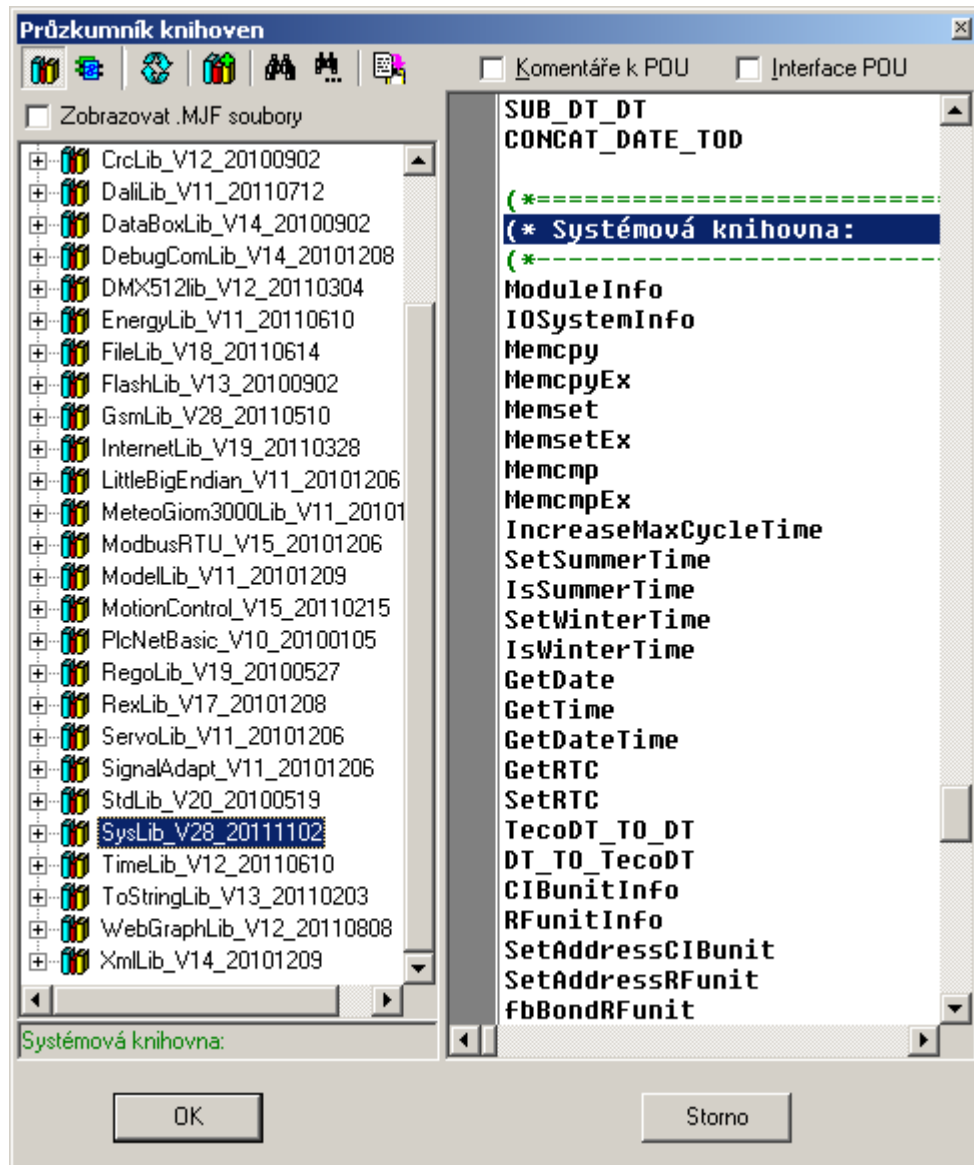 Průzkumník knihoven
Komentáře k POU
Interface POU
Zobrazovat .MJF soubory
CrcLib_V12_20100902
DaliLib_V11_20110712
DataBoxLib_V14_20100902
DebugComLib_V14_20101208
DMX512lib_V12_20110304
EnergyLib_V11_20110610
FileLib_V18_20110614
FlashLib_V13_20100902
GsmLib_V28_20110510
InternetLib_V19_20110328
LittleBigEndian_V11_20101206
MeteoGiom3000Lib_V11_20101
ModbusRTU_V15_20101206
ModelLib_V11_20101209
MotionControl_V15_20110215
PlcNetBasic_V10_20100105
RegoLib_V19_20100527
RexLib_V17_20101208
ServoLib_V11_20101206
SignalAdapt_V11_20101206
StdLib_V20_20100519
SysLib_V28_20111102
TimeLib_V12_20110610
ToStringLib_V13_20110203
WebGraphLib_V12_20110808
XmlLib_V14_20101209
Systémová knihovna:
SUB_DT_DT
CONCAT_DATE_TOD
(*==========================
(* Systémová knihovna:
(*--------------------------
ModuleInfo
IOSystemInfo
Memcpy
MemcpyEx
Memset
MemsetEx
Memcmp
MemcmpEx
IncreaseMaxCycleTime
SetSummerTime
IsSummerTime
SetWinterTime
IsWinterTime
GetDate
GetTime
GetDateTime
GetRTC
SetRTC
TecoDT_TO_DT
DT_TO_TecoDT
CIBunitInfo
RFunitInfo
SetAddressCIBunit
SetAddressRFunit
fbBondRFunit
OK
Storno